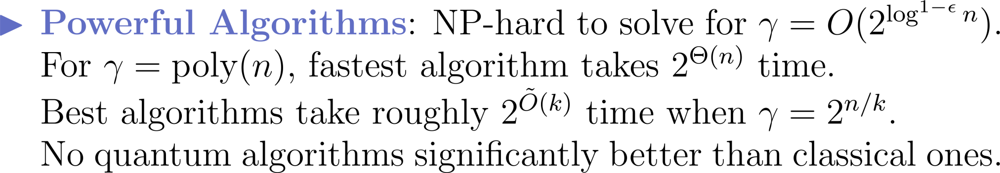 ▶ Powerful Algorithms: NP-hard to solve for $\gamma = O(2^{\log^{1-\epsilon} n})$.
For $\gamma = \mathrm{poly}(n)$, fastest algorithm takes $2^{\Theta(n)}$ time.
Best algorithms take roughly $2^{\tilde{O}(k)}$ time when $\gamma = 2^{n/k}$.
No quantum algorithms significantly better than classical ones.